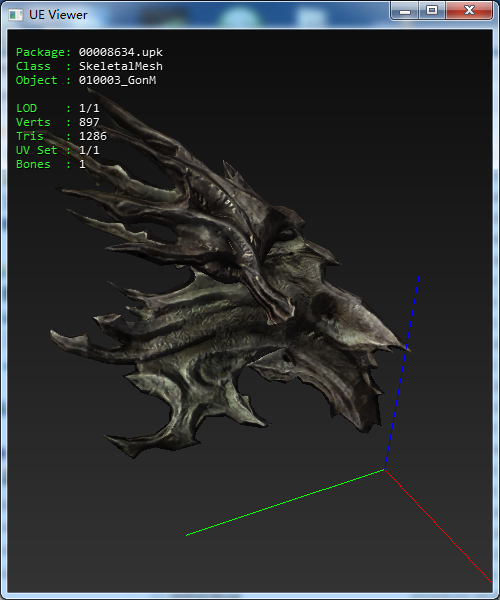 UE Viewer
Package: 00008634.upk
Class : SkeletalMesh
Object : 010003_GonM
LOD : 1/1
Verts : 897
Tris : 1286
UV Set : 1/1
Bones : 1